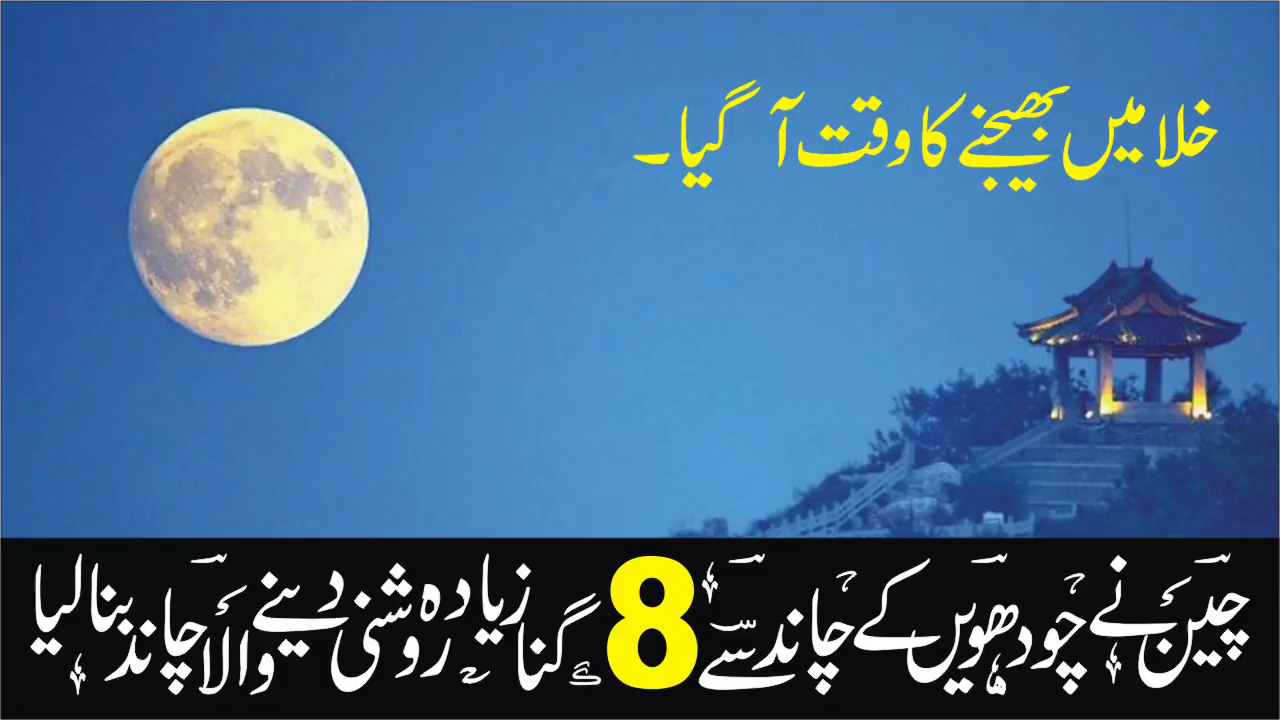 خلا میں بھیجنے کا وقت آ گیا۔
چین نے چودھویں کے چاند سے 8 گنا زیادہ روشنی دینے والا چاند بنا لیا